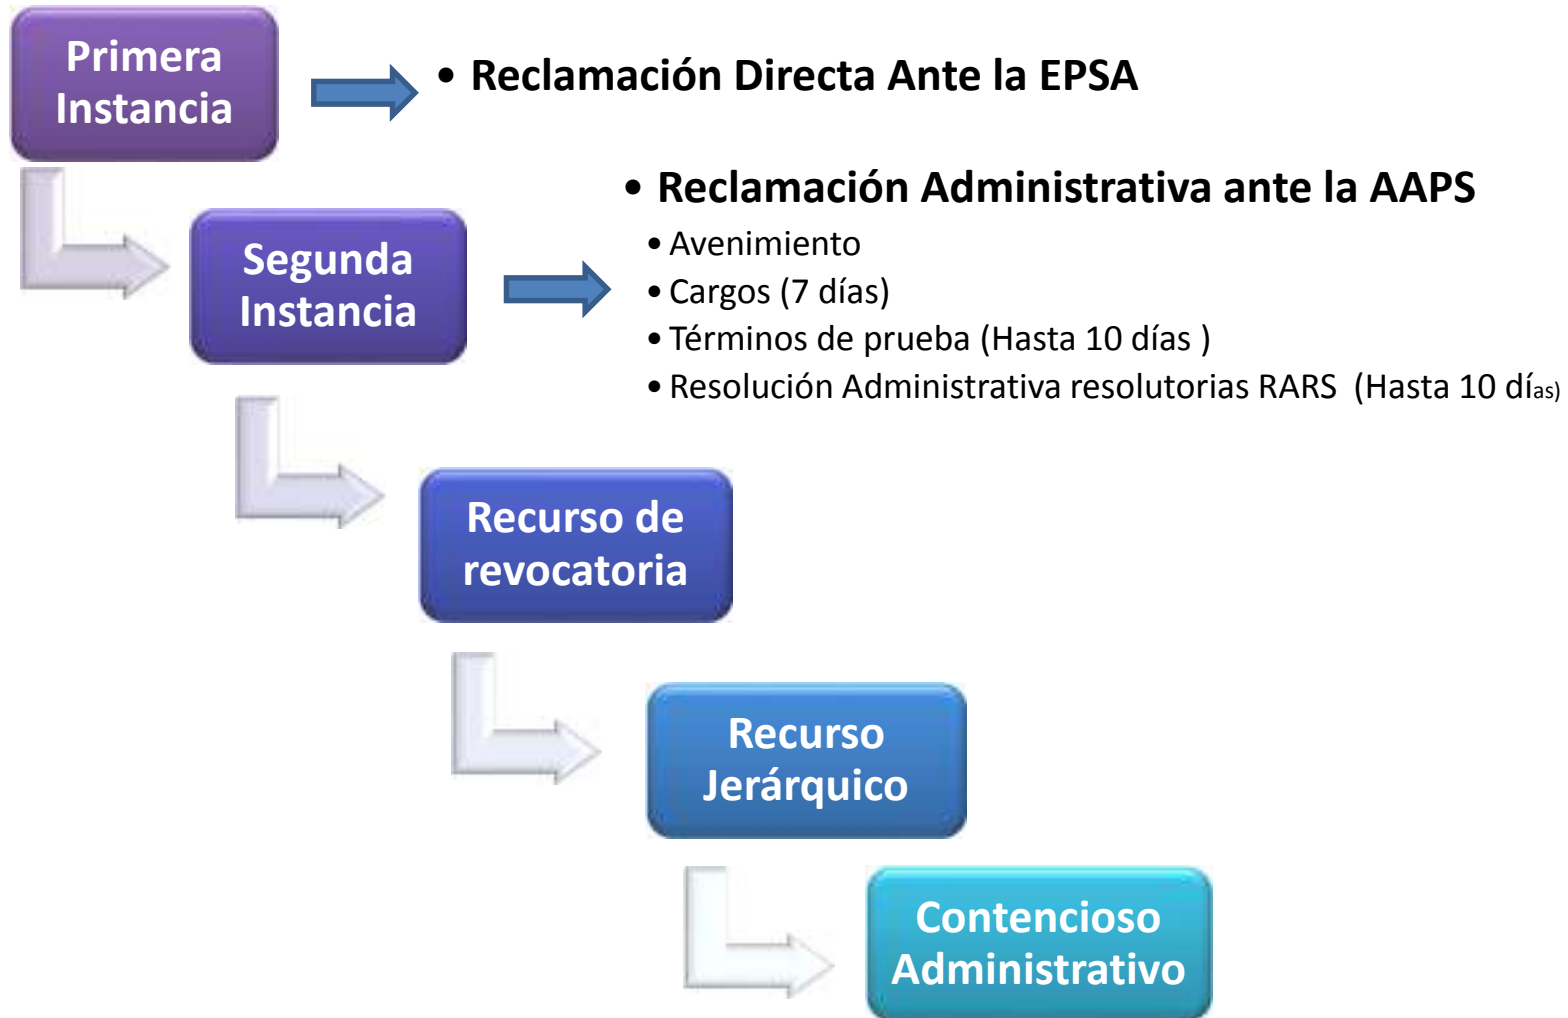 Primera
Instancia
• Reclamación Directa Ante la EPSA
Segunda
Instancia
• Reclamación Administrativa ante la AAPS
• Avenimiento
• Cargos (7 días)
• Términos de prueba (Hasta 10 días )
• Resolución Administrativa resolutorias RARS (Hasta 10 días)
Recurso de
revocatoria
Recurso
Jerárquico
Contencioso
Administrativo